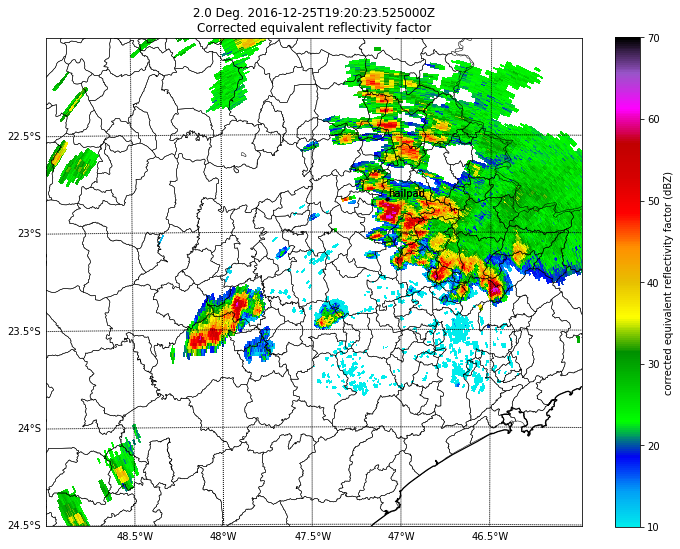 2.0 Deg. 2016-12-25T19:20:23.525000Z
Corrected equivalent reflectivity factor
22.5°S
23°S
23.5°S
24°S
24.5°S
48.5°W
48°W
47.5°W
47°W
46.5°W
hailpad
70
60
50
40
30
20
10
corrected equivalent reflectivity factor (dBZ)